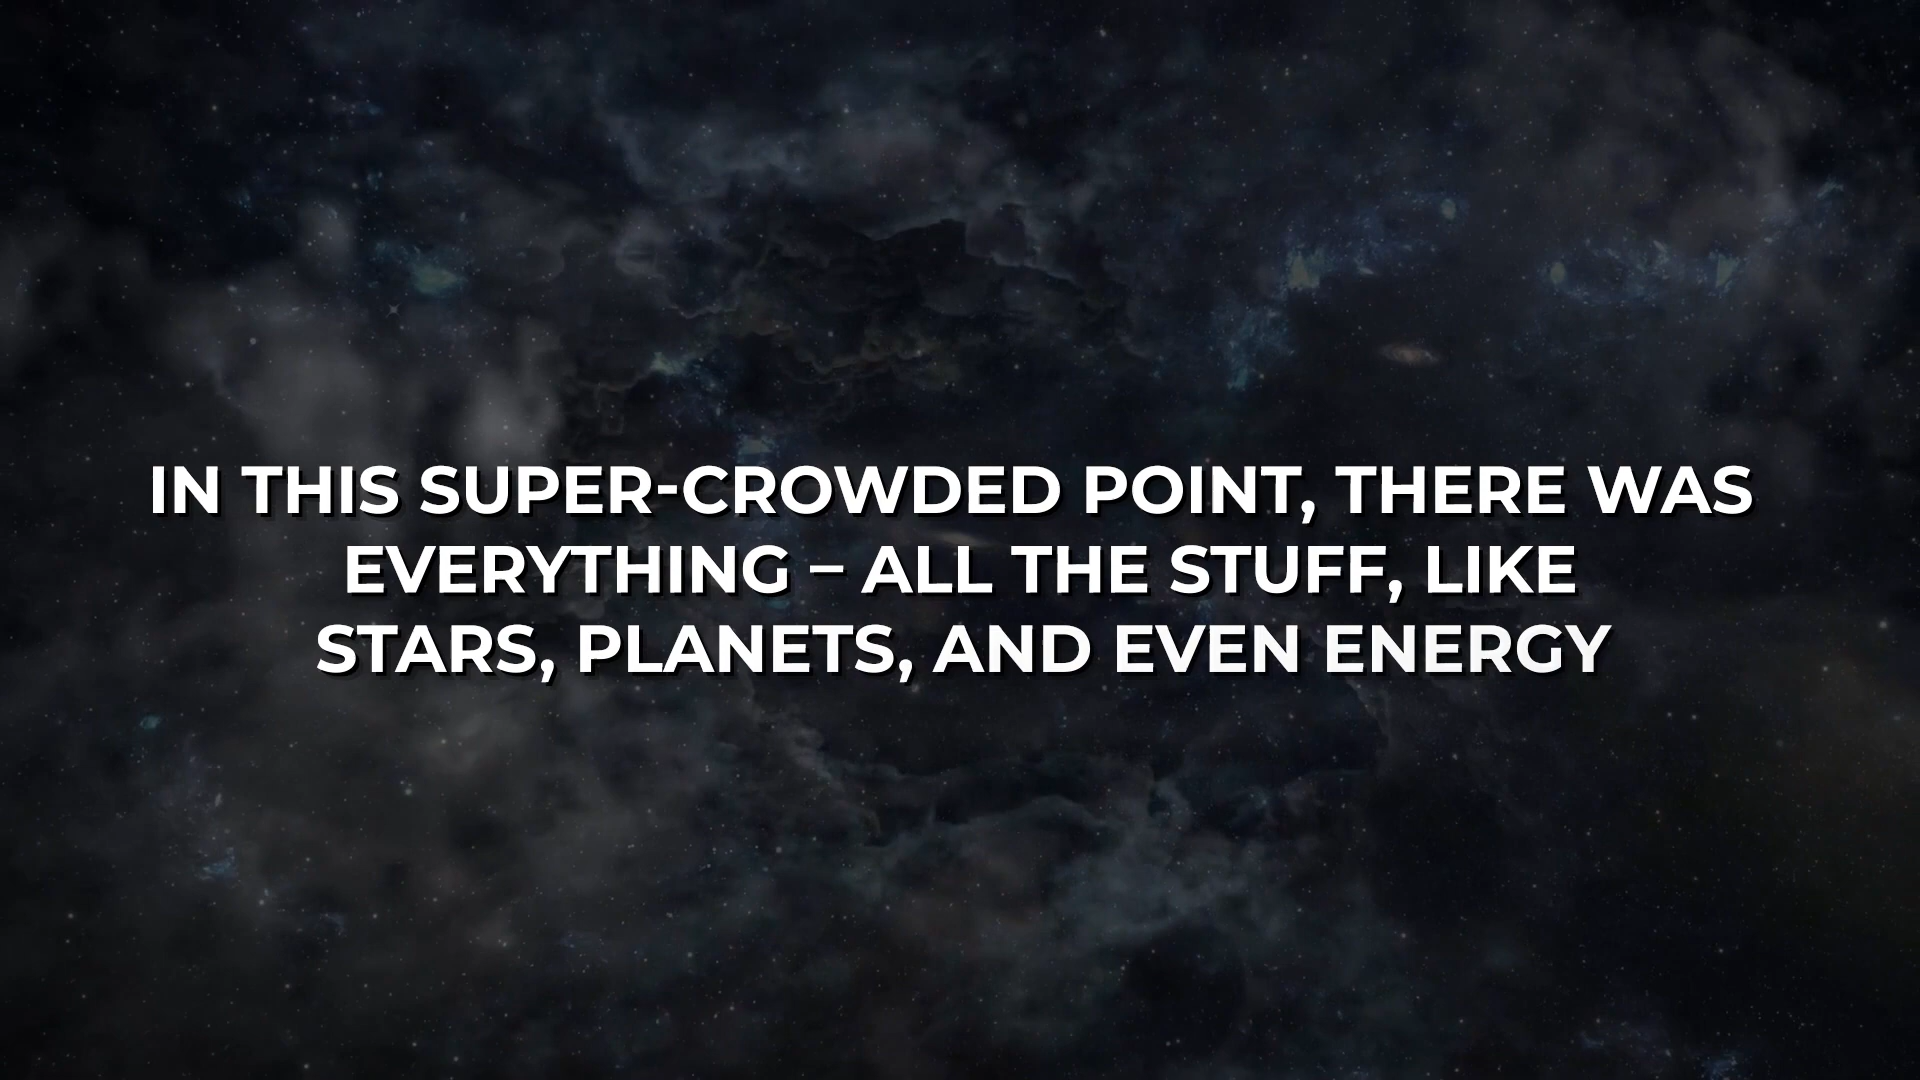 IN THIS SUPER-CROWDED POINT, THERE WAS
EVERYTHING – ALL THE STUFF, LIKE
STARS, PLANETS, AND EVEN ENERGY